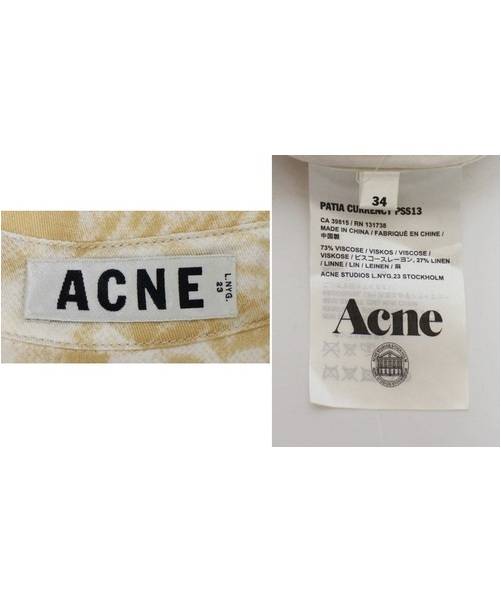 ACNE
L.NYG.
23
34
PATIA CURRENCY PSS13
CA 39815 / RN 131738
MADE IN CHINA / FABRIQUÉ EN CHINE /
中国製
73% VISCOSE / VISKOS / VISCOSE /
VISKOSE / ビスコースレーヨン, 27% LINEN
/ LINNE / LIN / LEINEN / 麻
ACNE STUDIOS L.NYG.23 STOCKHOLM
Acne